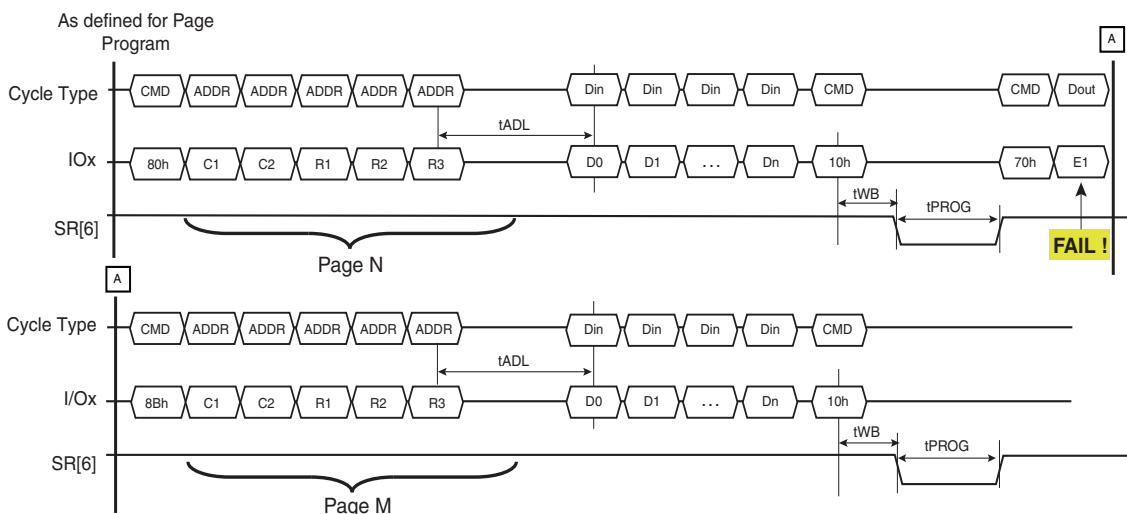 As defined for Page
Program
A
Cycle Type CMD ADDR ADDR ADDR ADDR ADDR Din Din Din Din CMD CMD Dout
tADL
IOx 80h C1 C2 R1 R2 R3 D0 D1 . . . Dn 10h 70h E1
tWB tPROG
SR[6]
FAIL !
Page N
A
Cycle Type CMD ADDR ADDR ADDR ADDR ADDR Din Din Din Din CMD
tADL
I/Ox 8Bh C1 C2 R1 R2 R3 D0 D1 . . . Dn 10h
tWB tPROG
SR[6]
Page M